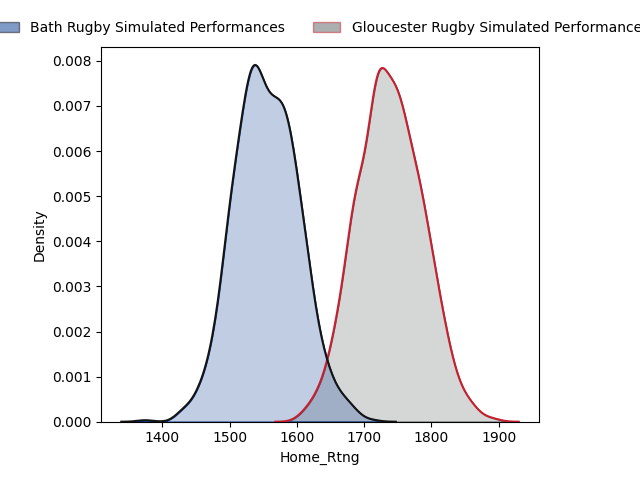 Bath Rugby Simulated Performances
Gloucester Rugby Simulated Performance
0.008
0.007
0.006
0.005
0.004
0.003
0.002
0.001
0.000
Density
1400 1500 1600 1700 1800 1900
Home_Rtng